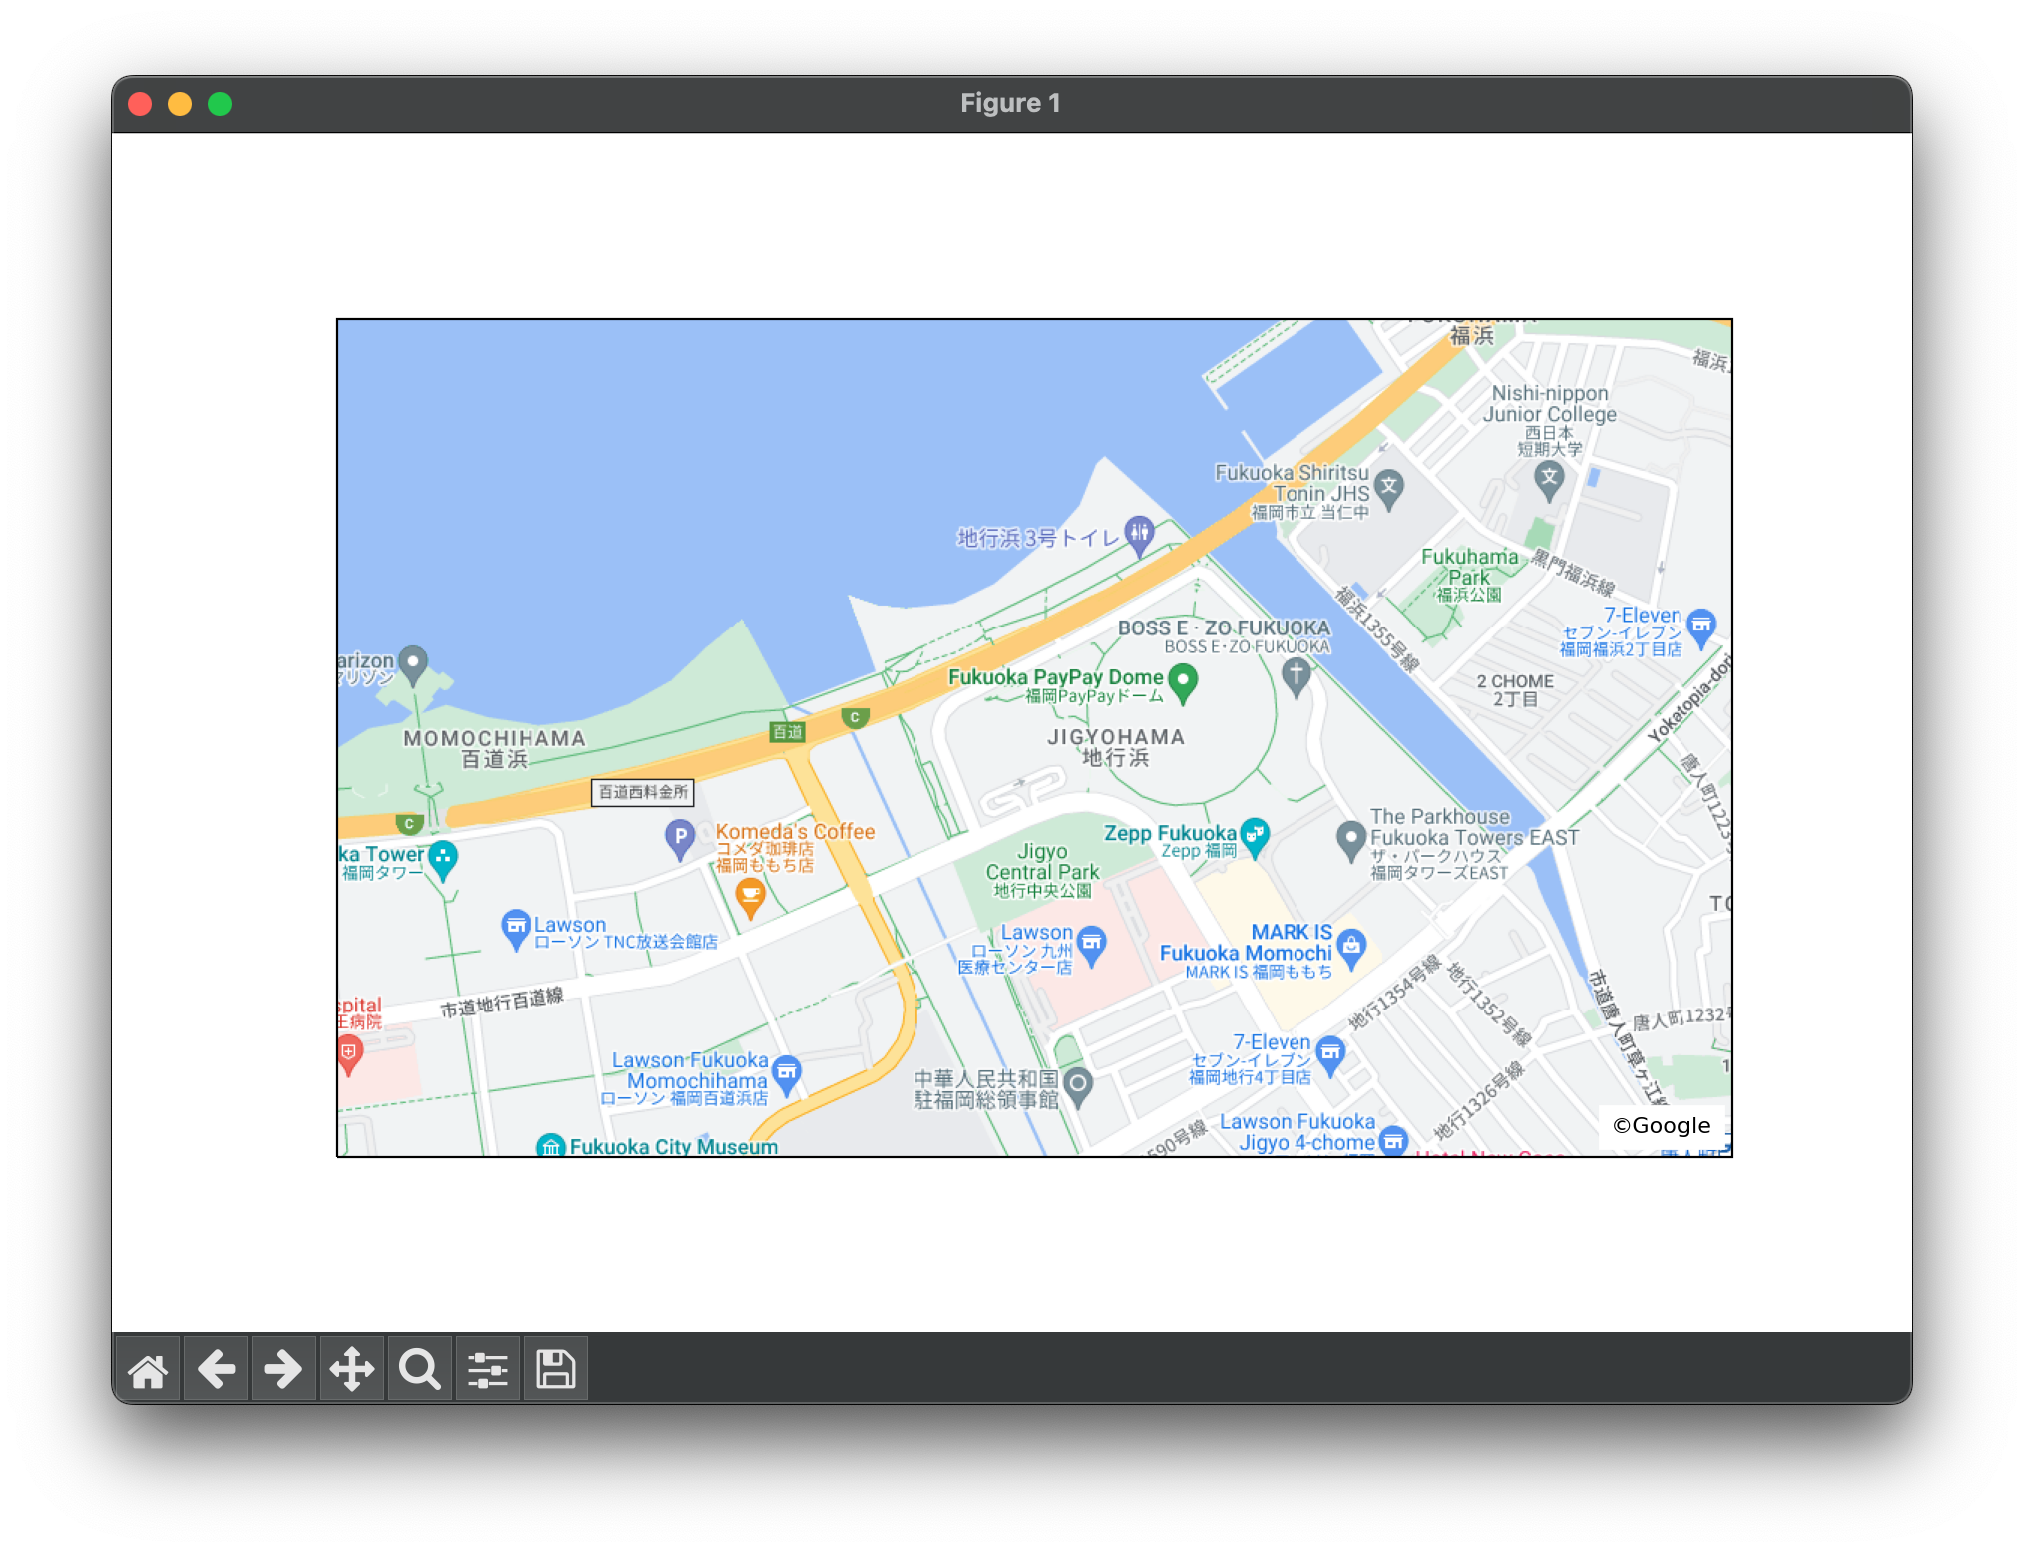 Figure 1
福浜
福浜
Nishi-nippon
Junior College
西日本
短期大学
文
Fukuoka Shiritsu
Tonin JHS
福岡市立 当仁中
文
地行浜 3号トイレ
Fukuhama
Park
福浜公園
黒門福浜線
福浜1355号線
7-Eleven
セブン-イレブン
福岡福浜2丁目店
BOSS E · ZO FUKUOKA
BOSS E・ZO FUKUOKA
arizon
マリゾン
Fukuoka PayPay Dome
福岡PayPayドーム
2 CHOME
2丁目
Yokatopia-dori
C
百道
MOMOCHIHAMA
百道浜
JIGYOHAMA
地行浜
唐人町1223
百道西料金所
C
P
Komeda's Coffee
コメダ珈琲店
福岡ももち店
Zepp Fukuoka
Zepp 福岡
The Parkhouse
Fukuoka Towers EAST
ザ・パークハウス
福岡タワーズEAST
ka Tower
福岡タワー
Jigyo
Central Park
地行中央公園
TO
Lawson
ローソン TNC放送会館店
Lawson
ローソン 九州
医療センター店
MARK IS
Fukuoka Momochi
MARK IS 福岡ももち
市道地行百道線
地行1354号線
地行1352号線
市道唐人町草ヶ江線
唐人町1232
spital
王病院
7-Eleven
セブン-イレブン
福岡地行4丁目店
Lawson Fukuoka
Momochihama
ローソン 福岡百道浜店
中華人民共和国
駐福岡総領事館
地行1326号線
1
Fukuoka City Museum
590号線
Lawson Fukuoka
Jigyo 4-chome
©Google